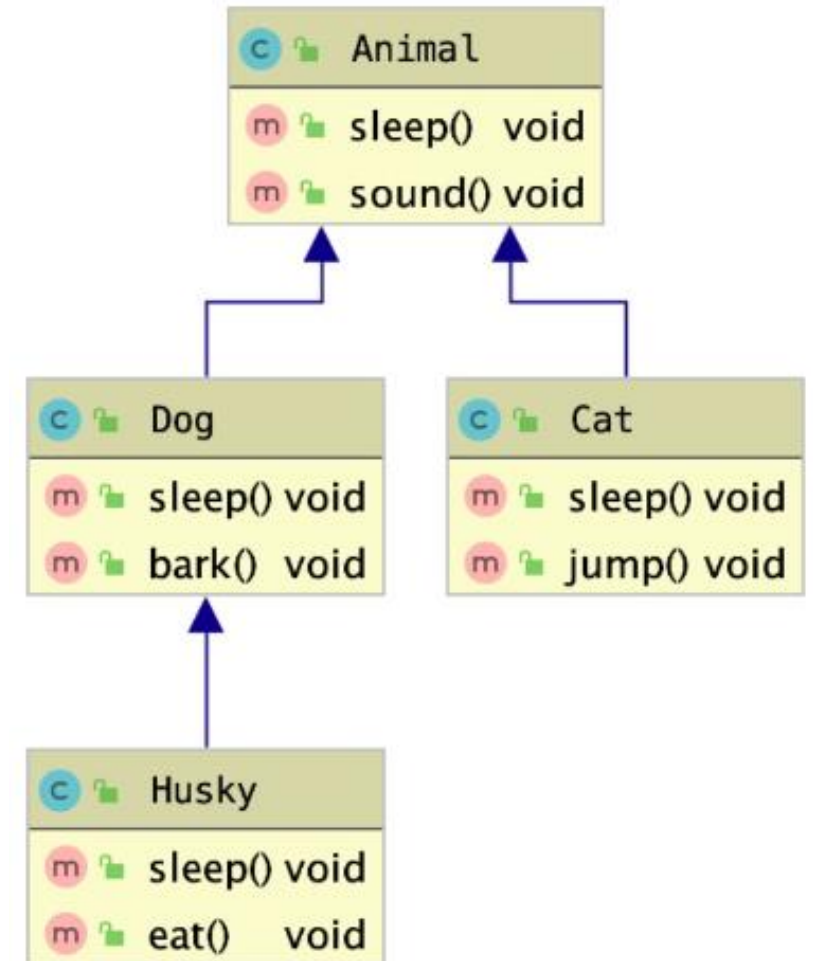 C Animal
m sleep() void
m sound() void
C Dog
m sleep() void
m bark() void
C Cat
m sleep() void
m jump() void
C Husky
m sleep() void
m eat() void